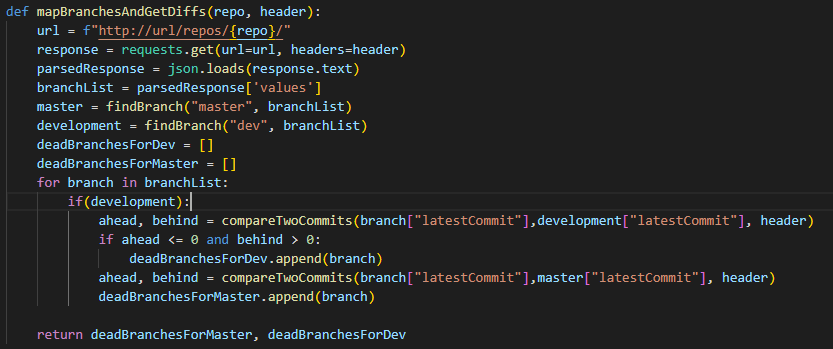 def mapBranchesAndGetDiffs(repo, header):
    url = f"http://url/repos/{repo}/"
    response = requests.get(url=url, headers=header)
    parsedResponse = json.loads(response.text)
    branchList = parsedResponse['values']
    master = findBranch("master", branchList)
    development = findBranch("dev", branchList)
    deadBranchesForDev = []
    deadBranchesForMaster = []
    for branch in branchList:
        if(development):
            ahead, behind = compareTwoCommits(branch["latestCommit"],development["latestCommit"], header)
            if ahead <= 0 and behind > 0:
                deadBranchesForDev.append(branch)
            ahead, behind = compareTwoCommits(branch["latestCommit"],master["latestCommit"], header)
            deadBranchesForMaster.append(branch)
    return deadBranchesForMaster, deadBranchesForDev